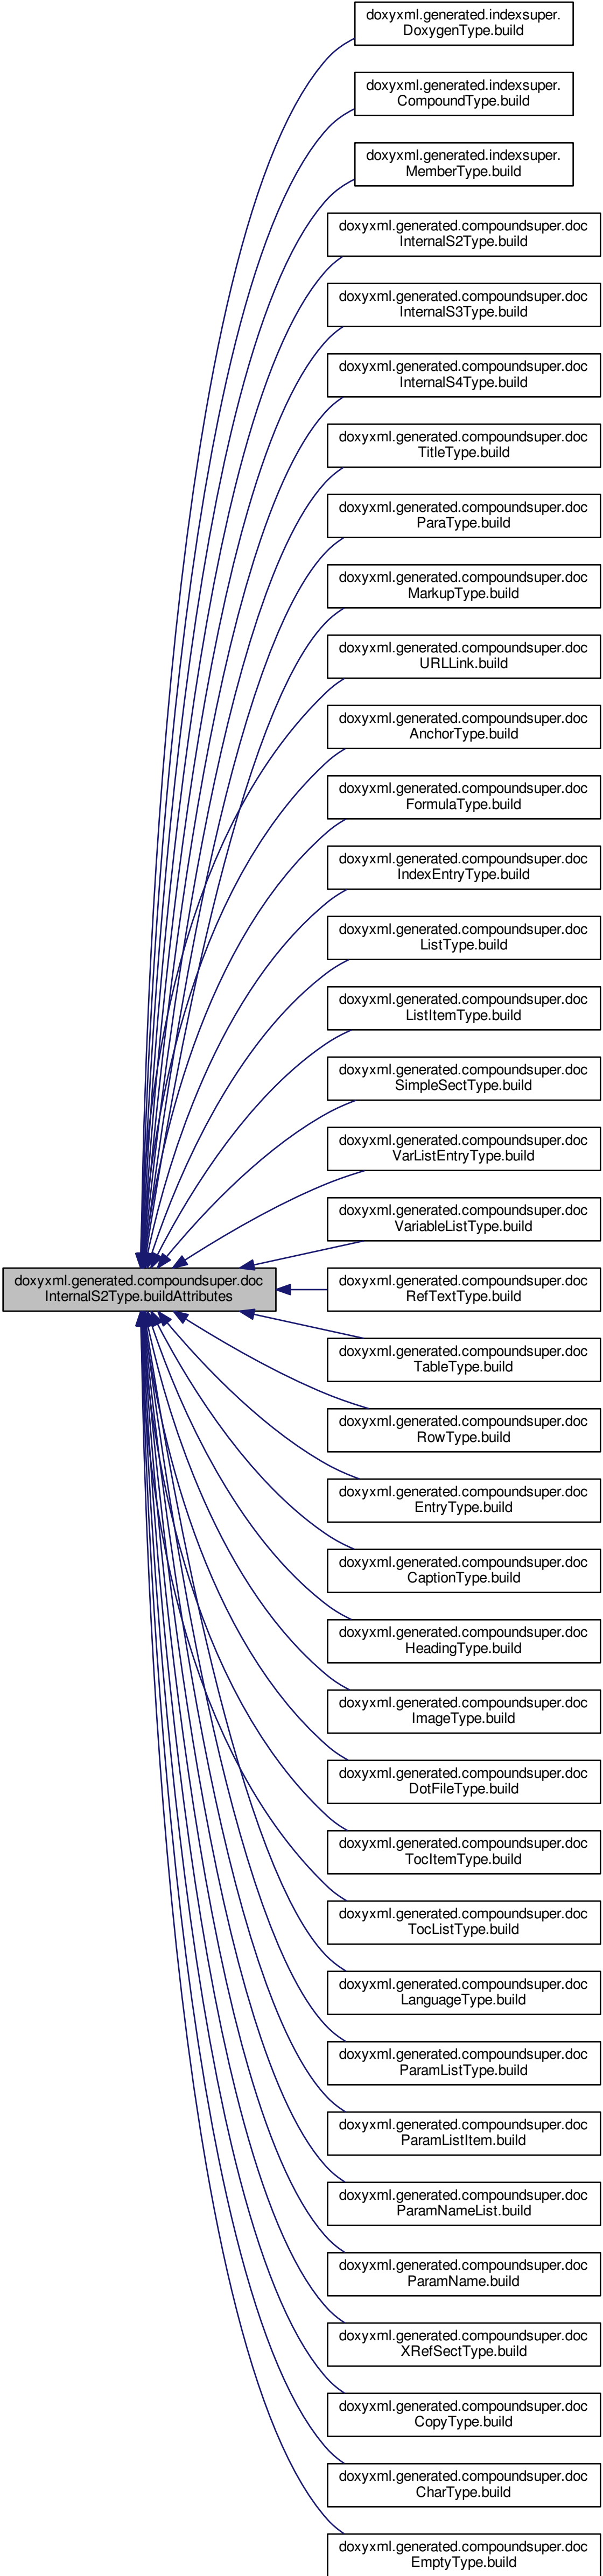 doxyxml.generated.indexsuper.
DoxygenType.build
doxyxml.generated.indexsuper.
CompoundType.build
doxyxml.generated.indexsuper.
MemberType.build
doxyxml.generated.compoundsuper.doc
InternalS2Type.build
doxyxml.generated.compoundsuper.doc
InternalS3Type.build
doxyxml.generated.compoundsuper.doc
InternalS4Type.build
doxyxml.generated.compoundsuper.doc
TitleType.build
doxyxml.generated.compoundsuper.doc
ParaType.build
doxyxml.generated.compoundsuper.doc
MarkupType.build
doxyxml.generated.compoundsuper.doc
URLLink.build
doxyxml.generated.compoundsuper.doc
AnchorType.build
doxyxml.generated.compoundsuper.doc
FormulaType.build
doxyxml.generated.compoundsuper.doc
IndexEntryType.build
doxyxml.generated.compoundsuper.doc
ListType.build
doxyxml.generated.compoundsuper.doc
ListItemType.build
doxyxml.generated.compoundsuper.doc
SimpleSectType.build
doxyxml.generated.compoundsuper.doc
VarListEntryType.build
doxyxml.generated.compoundsuper.doc
VariableListType.build
doxyxml.generated.compoundsuper.doc
InternalS2Type.buildAttributes
doxyxml.generated.compoundsuper.doc
RefTextType.build
doxyxml.generated.compoundsuper.doc
TableType.build
doxyxml.generated.compoundsuper.doc
RowType.build
doxyxml.generated.compoundsuper.doc
EntryType.build
doxyxml.generated.compoundsuper.doc
CaptionType.build
doxyxml.generated.compoundsuper.doc
HeadingType.build
doxyxml.generated.compoundsuper.doc
ImageType.build
doxyxml.generated.compoundsuper.doc
DotFileType.build
doxyxml.generated.compoundsuper.doc
TocItemType.build
doxyxml.generated.compoundsuper.doc
TocListType.build
doxyxml.generated.compoundsuper.doc
LanguageType.build
doxyxml.generated.compoundsuper.doc
ParamListType.build
doxyxml.generated.compoundsuper.doc
ParamListItem.build
doxyxml.generated.compoundsuper.doc
ParamNameList.build
doxyxml.generated.compoundsuper.doc
ParamName.build
doxyxml.generated.compoundsuper.doc
XRefSectType.build
doxyxml.generated.compoundsuper.doc
CopyType.build
doxyxml.generated.compoundsuper.doc
CharType.build
doxyxml.generated.compoundsuper.doc
EmptyType.build